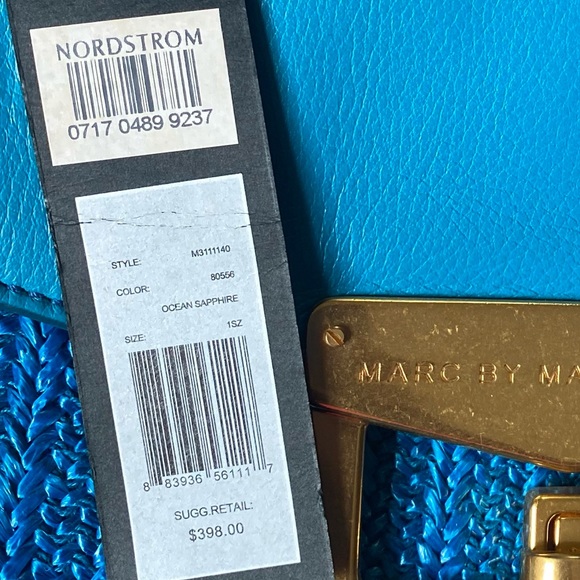 NORDSTROM
0717 0489 9237
STYLE: M3111140
COLOR: 80556
OCEAN SAPPHIRE
SIZE: 1SZ
8 83936 56111 7
SUGG.RETAIL:
$398.00
MARC BY MA